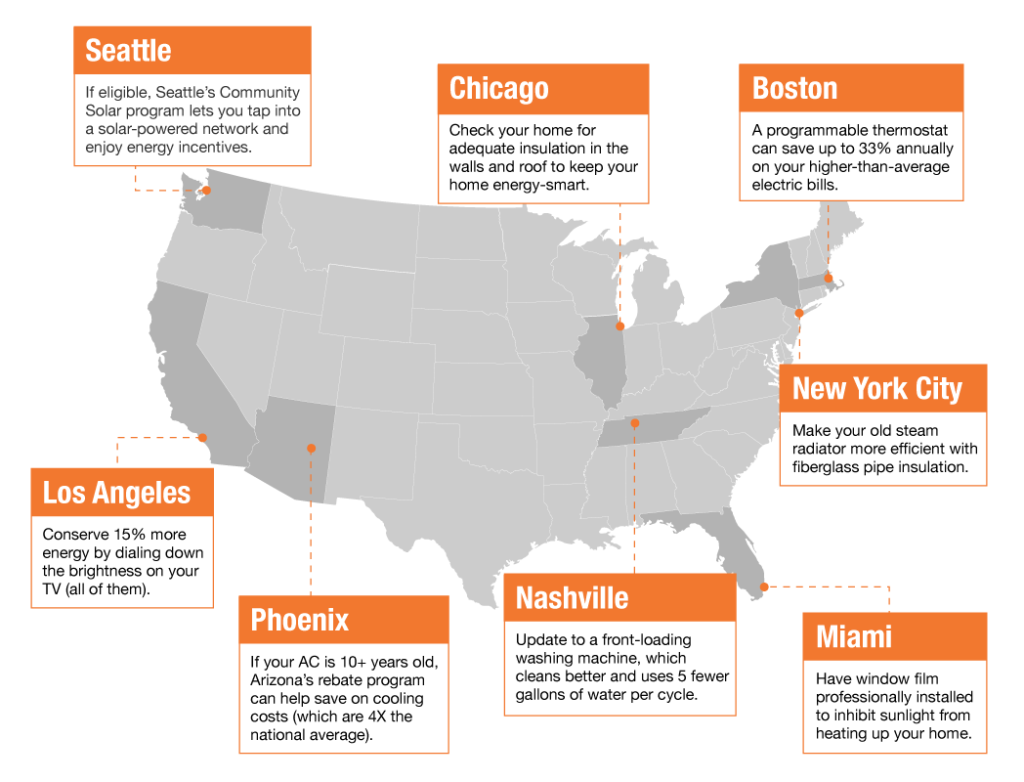 Seattle
If eligible, Seattle’s Community
Solar program lets you tap into
a solar-powered network and
enjoy energy incentives.
Chicago
Check your home for
adequate insulation in the
walls and roof to keep your
home energy-smart.
Boston
A programmable thermostat
can save up to 33% annually
on your higher-than-average
electric bills.
New York City
Make your old steam
radiator more efficient with
fiberglass pipe insulation.
Los Angeles
Conserve 15% more
energy by dialing down
the brightness on your
TV (all of them).
Phoenix
If your AC is 10+ years old,
Arizona’s rebate program
can help save on cooling
costs (which are 4X the
national average).
Nashville
Update to a front-loading
washing machine, which
cleans better and uses 5 fewer
gallons of water per cycle.
Miami
Have window film
professionally installed
to inhibit sunlight from
heating up your home.